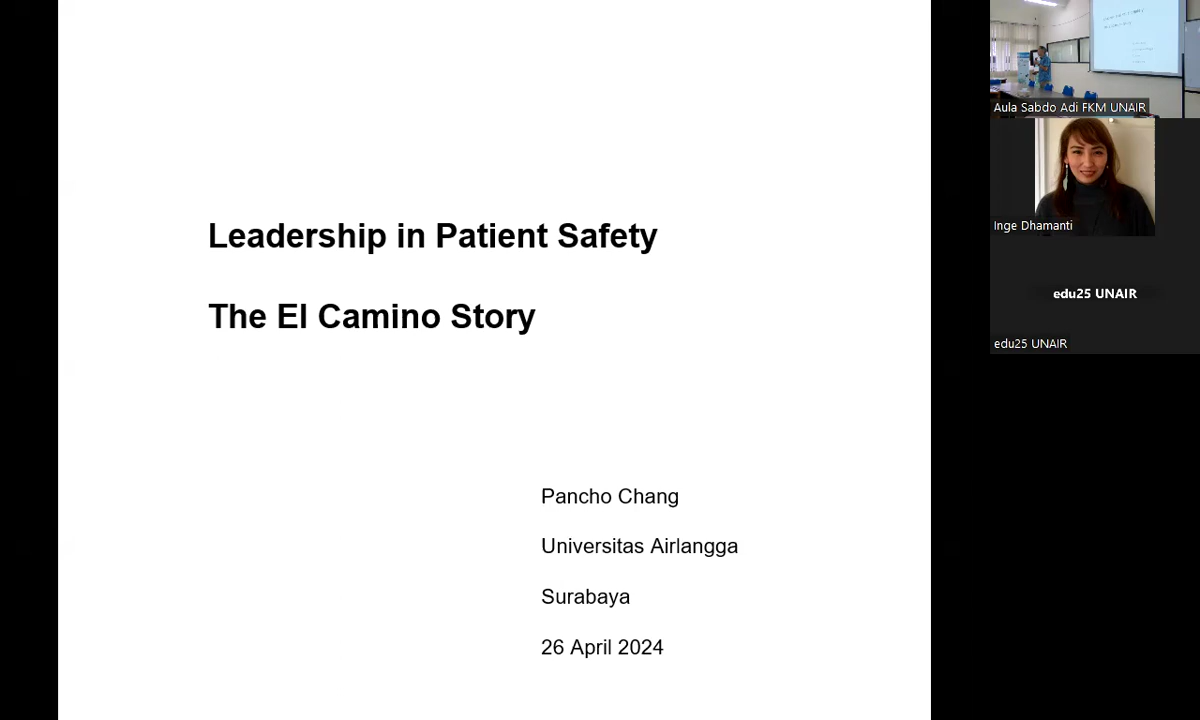 Leadership in Patient Safety
The El Camino Story
Pancho Chang
Universitas Airlangga
Surabaya
26 April 2024
Aula Sabdo Adi FKM UNAIR
Inge Dhamanti
edu25 UNAIR
edu25 UNAIR